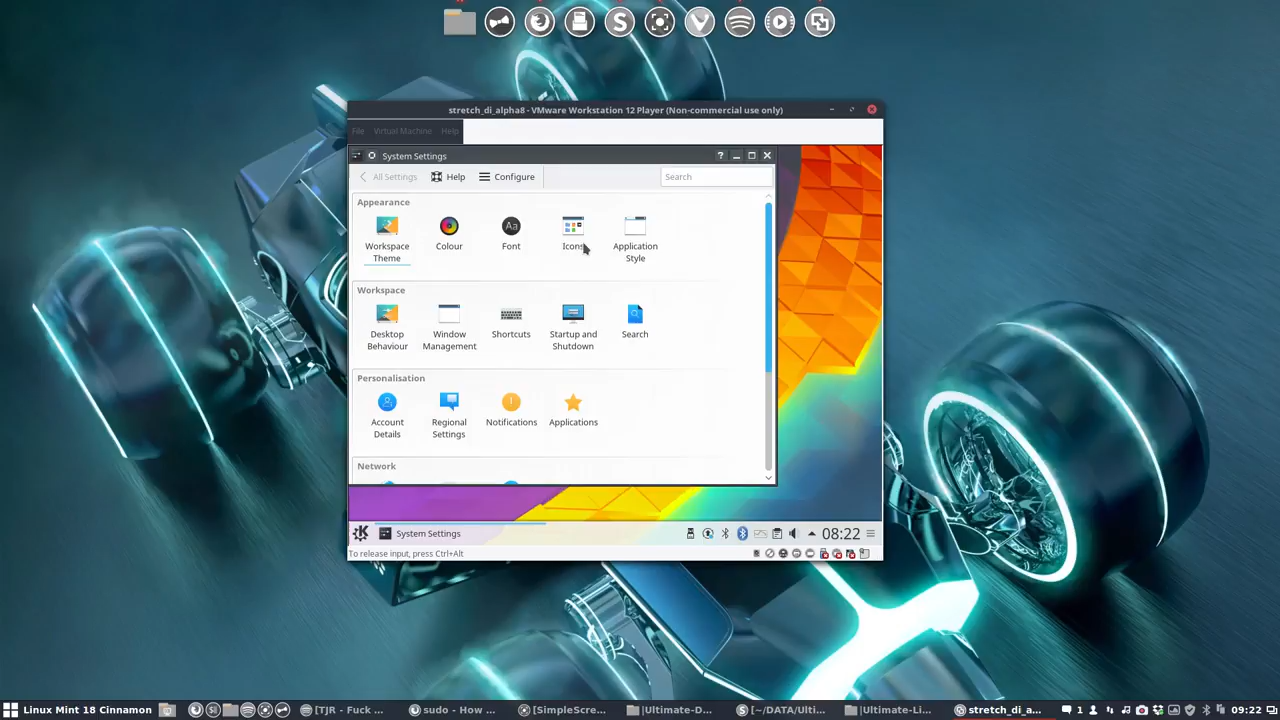 stretch_di_alpha8 - VMware Workstation 12 Player (Non-commercial use only)
File Virtual Machine Help
System Settings
All Settings Help Configure Search
Appearance
Workspace Theme
Colour
Aa
Font
Icons
Application Style
Workspace
Desktop Behaviour
Window Management
Shortcuts
Startup and Shutdown
Search
Personalisation
Account Details
Regional Settings
Notifications
Applications
Network
System Settings 08:22
To release input, press Ctrl+Alt
Linux Mint 18 Cinnamon [TJR - Fuck ... sudo - How ... [SimpleScre... |Ultimate-D... [~/DATA/Ulti... |Ultimate-Li... stretch_di_a... 1 09:22